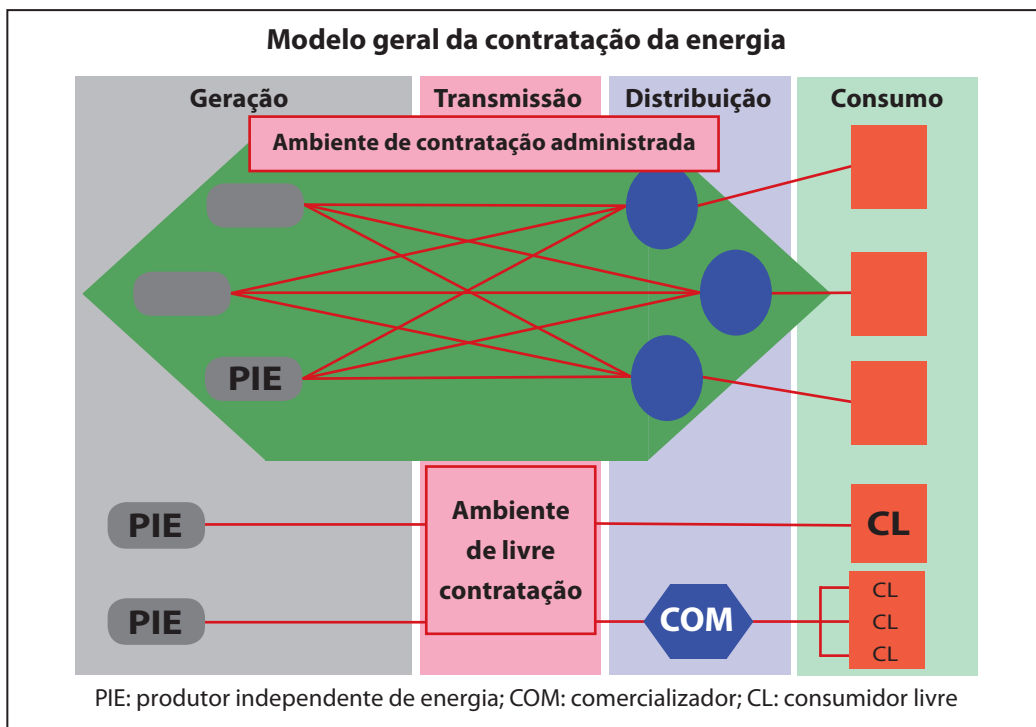 Modelo geral da contratação da energia
Geração
Transmissão
Distribuição
Consumo
Ambiente de contratação administrada
PIE
PIE
Ambiente
de livre
contratação
CL
PIE
COM
CL
CL
CL
PIE: produtor independente de energia; COM: comercializador; CL: consumidor livre